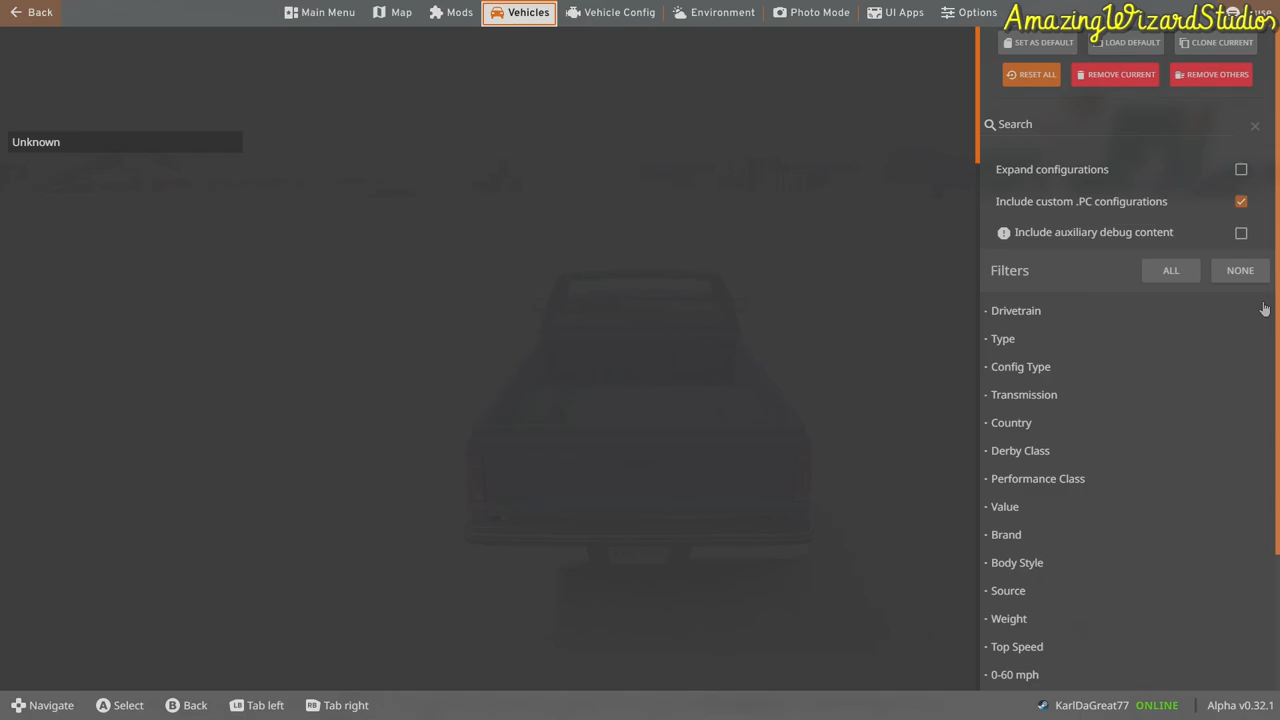 Back Main Menu Map Mods Vehicles Vehicle Config Environment Photo Mode UI Apps Options
AmazingWizardStudios
SET AS DEFAULT LOAD DEFAULT CLONE CURRENT
RESET ALL REMOVE CURRENT REMOVE OTHERS
Search
Unknown
Expand configurations
Include custom .PC configurations
Include auxiliary debug content
Filters ALL NONE
- Drivetrain
- Type
- Config Type
- Transmission
- Country
- Derby Class
- Performance Class
- Value
- Brand
- Body Style
- Source
- Weight
- Top Speed
- 0-60 mph
Navigate A Select B Back LB Tab left RB Tab right KarlDaGreat77 ONLINE Alpha v0.32.1